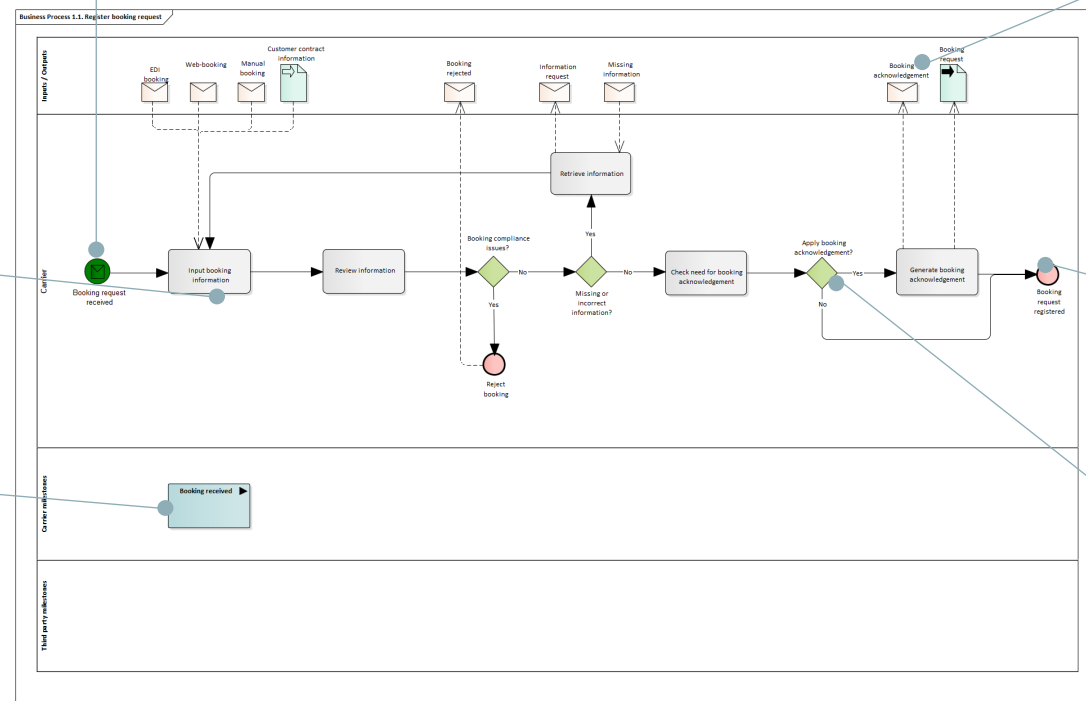 Business Process 1.1. Register booking request
Inputs / Outputs
EDI
booking
Web-booking
Manual
booking
Customer contract
information
Booking
rejected
Information
request
Missing
information
Booking
acknowledgement
Booking
request
Carrier
Retrieve information
Booking request
received
Input booking
information
Review information
Booking compliance
issues?
No
Yes
Reject
booking
Yes
Missing or
incorrect
information?
No
Check need for booking
acknowledgement
Apply booking
acknowledgement?
Yes
No
Generate booking
acknowledgement
Booking
request
registered
Carrier milestones
Booking received
Third party milestones